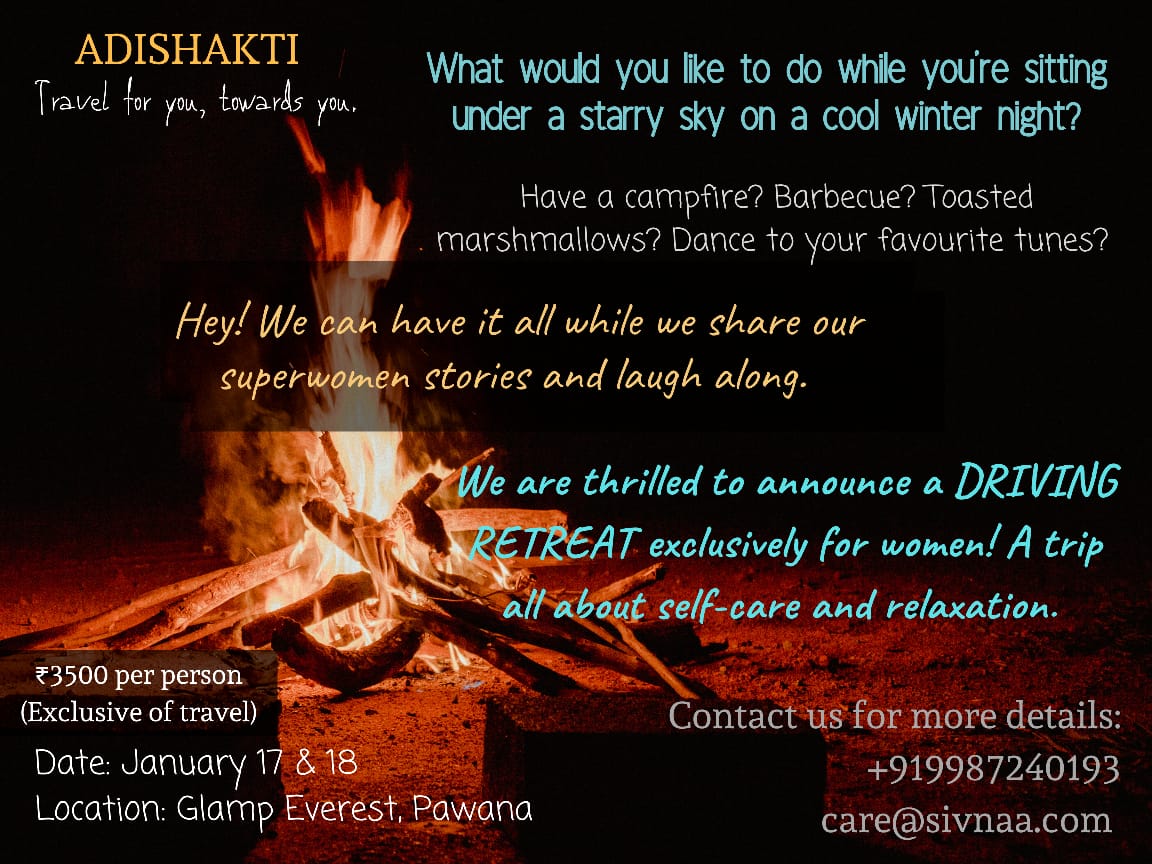 ADISHAKTI
Travel for you, towards you.
What would you like to do while you're sitting
under a starry sky on a cool winter night?
Have a campfire? Barbecue? Toasted
marshmallows? Dance to your favourite tunes?
Hey! We can have it all while we share our
superwomen stories and laugh along.
We are thrilled to announce a DRIVING
RETREAT exclusively for women! A trip
all about self-care and relaxation.
₹3500 per person
(Exclusive of travel)
Date: January 17 & 18
Location: Glamp Everest, Pawana
Contact us for more details:
+919987240193
care@sivnaa.com